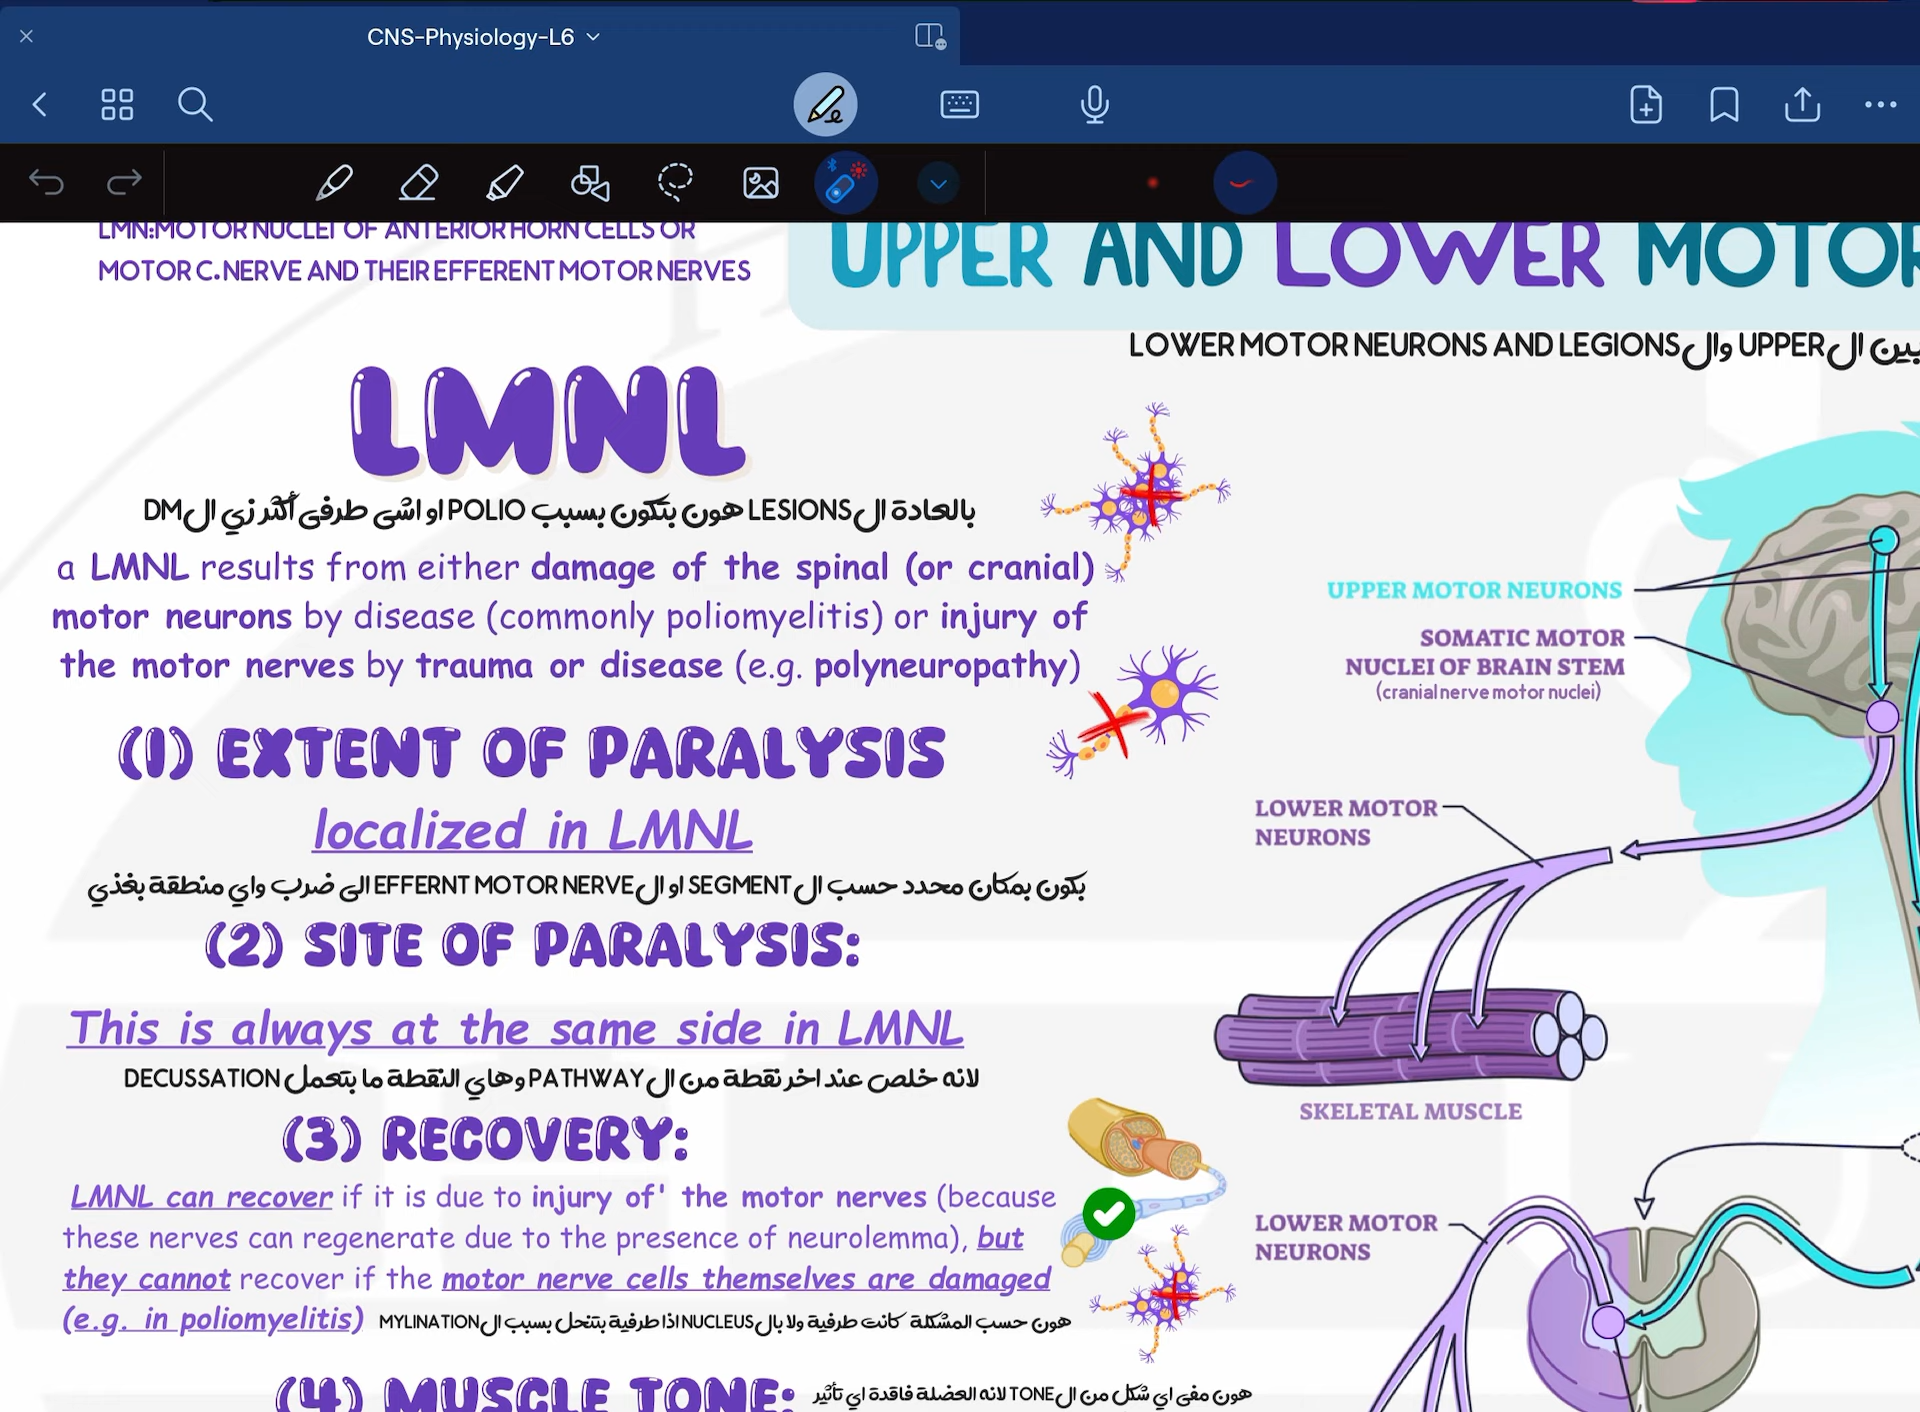 CNS-Physiology-L6
LMN:MOTOR NUCLEI OF ANTERIOR HORN CELLS OR
MOTOR C. NERVE AND THEIR EFFERENT MOTOR NERVES
UPPER AND LOWER MOTOR
بين ال UPPER وال LOWER MOTOR NEURONS AND LEGIONS
LMNL
بالعادة ال LESIONS هون بتكون بسبب POLIO او اشي طرفي أكثر زي ال DM
a LMNL results from either damage of the spinal (or cranial)
motor neurons by disease (commonly poliomyelitis) or injury of
the motor nerves by trauma or disease (e.g. polyneuropathy)
(1) EXTENT OF PARALYSIS
localized in LMNL
بكون بمكان محدد حسب ال SEGMENT او ال EFFERNT MOTOR NERVE الي ضرب واي منطقة بغذي
(2) SITE OF PARALYSIS:
This is always at the same side in LMNL
لانه خلص عند اخر نقطة من ال PATHWAY وهاي النقطة ما بتعمل DECUSSATION
(3) RECOVERY:
LMNL can recover if it is due to injury of' the motor nerves (because
these nerves can regenerate due to the presence of neurolemma), but
they cannot recover if the motor nerve cells themselves are damaged
(e.g. in poliomyelitis)
هون حسب المشكلة كانت طرفية ولا بال NUCLEUS اذا طرفية بتنحل بسبب ال MYLINATION
(4) MUSCLE TONE:
هون مفي اي شكل من ال TONE لانه العضلة فاقدة اي تأثير
UPPER MOTOR NEURONS
SOMATIC MOTOR
NUCLEI OF BRAIN STEM
(cranial nerve motor nuclei)
LOWER MOTOR
NEURONS
SKELETAL MUSCLE
LOWER MOTOR
NEURONS